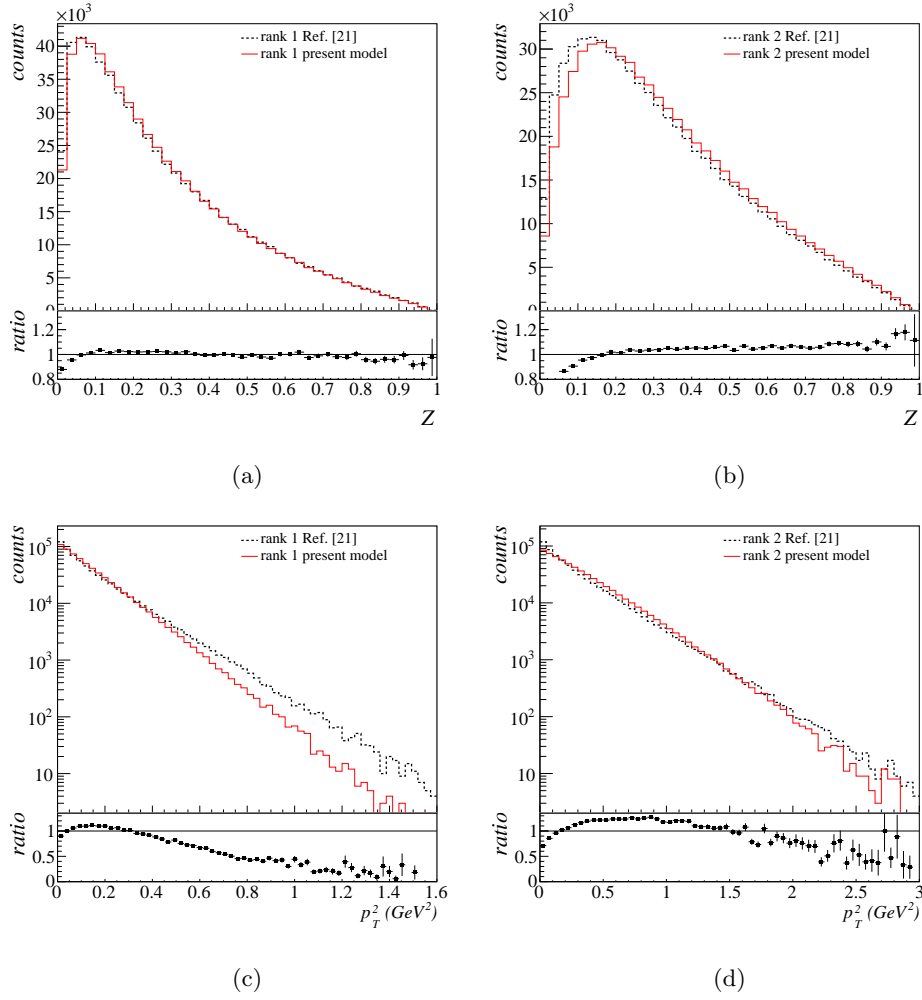 ×10³
counts
rank 1 Ref. [21]
rank 1 present model
40
35
30
25
20
15
10
5
0
ratio
1.2
1
0.8
0 0.1 0.2 0.3 0.4 0.5 0.6 0.7 0.8 0.9 1
Z
(a)
×10³
counts
rank 2 Ref. [21]
rank 2 present model
30
25
20
15
10
5
0
ratio
1.2
1
0.8
0 0.1 0.2 0.3 0.4 0.5 0.6 0.7 0.8 0.9 1
Z
(b)
counts
rank 1 Ref. [21]
rank 1 present model
10⁵
10⁴
10³
10²
10
ratio
1
0.5
0
0 0.2 0.4 0.6 0.8 1 1.2 1.4 1.6
p_T² (GeV²)
(c)
counts
rank 2 Ref. [21]
rank 2 present model
10⁵
10⁴
10³
10²
10
ratio
1
0.5
0
0 0.5 1 1.5 2 2.5 3
p_T² (GeV²)
(d)